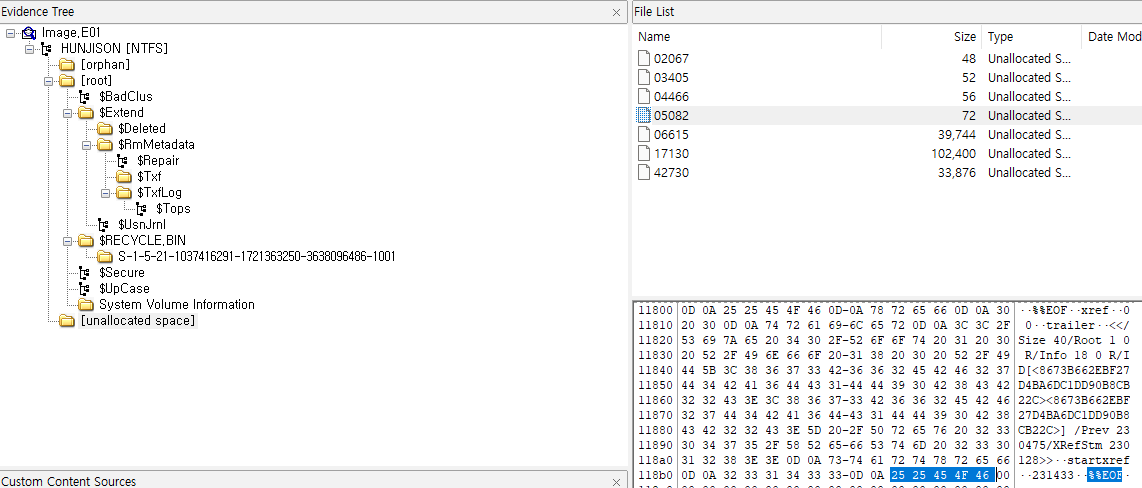 Evidence Tree
Image.E01
HUNJISON [NTFS]
[orphan]
[root]
$BadClus
$Extend
$Deleted
$RmMetadata
$Repair
$Txf
$TxfLog
$Tops
$UsnJrnl
$RECYCLE.BIN
S-1-5-21-1037416291-1721363250-3638096486-1001
$Secure
$UpCase
System Volume Information
[unallocated space]
Custom Content Sources
File List
Name Size Type Date Mod
02067 48 Unallocated S...
03405 52 Unallocated S...
04466 56 Unallocated S...
05082 72 Unallocated S...
06615 39,744 Unallocated S...
17130 102,400 Unallocated S...
42730 33,876 Unallocated S...
11800 0D 0A 25 25 45 4F 46 0D-0A 78 72 65 66 0D 0A 30 ··%%EOF··xref··0
11810 20 30 0D 0A 74 72 61 69-6C 65 72 0D 0A 3C 3C 2F  0··trailer··<</
11820 53 69 7A 65 20 34 30 2F-52 6F 6F 74 20 31 20 30 Size 40/Root 1 0
11830 20 52 2F 49 6E 66 6F 20-31 38 20 30 20 52 2F 49  R/Info 18 0 R/I
11840 44 5B 3C 38 36 37 33 42-36 36 32 45 42 46 32 37 D[<8673B662EBF27
11850 44 34 42 41 36 44 43 31-44 44 39 30 42 38 43 42 D4BA6DC1DD90B8CB
11860 32 32 43 3E 3C 38 36 37-33 42 36 36 32 45 42 46 22C><8673B662EBF
11870 32 37 44 34 42 41 36 44-43 31 44 44 39 30 42 38 27D4BA6DC1DD90B8
11880 43 42 32 32 43 3E 5D 20-2F 50 72 65 76 20 32 33 CB22C>] /Prev 23
11890 30 34 37 35 2F 58 52 65-66 53 74 6D 20 32 33 30 0475/XRefStm 230
118a0 31 32 38 3E 3E 0D 0A 73-74 61 72 74 78 72 65 66 128>>··startxref
118b0 0D 0A 32 33 31 34 33 33-0D 0A 25 25 45 4F 46 00 ··231433··%%EOF·